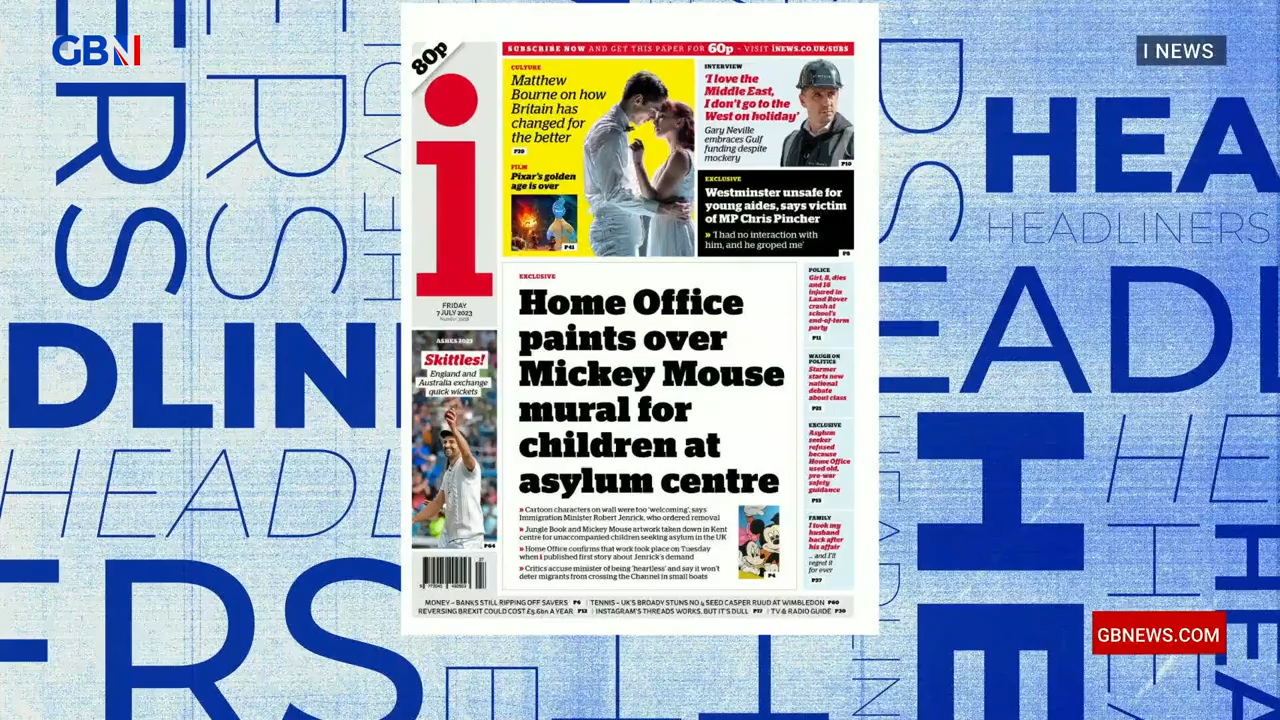 GBN
I NEWS
80p
SUBSCRIBE NOW AND GET THIS PAPER FOR 60p - VISIT INEWS.CO.UK/SUBS
i
FRIDAY
7 JULY 2023
CULTURE
Matthew
Bourne on how
Britain has
changed for
the better
P29
FILM
Pixar's golden
age is over
P41
INTERVIEW
'I love the
Middle East,
I don't go to the
West on holiday'
Gary Neville
embraces Gulf
funding despite
mockery
P10
EXCLUSIVE
Westminster unsafe for
young aides, says victim
of MP Chris Pincher
» 'I had no interaction with
him, and he groped me'
P8
ASHES 2023
Skittles!
England and
Australia exchange
quick wickets
P64
EXCLUSIVE
Home Office
paints over
Mickey Mouse
mural for
children at
asylum centre
» Cartoon characters on wall were too 'welcoming', says
Immigration Minister Robert Jenrick, who ordered removal
» Jungle Book and Mickey Mouse artwork taken down in Kent
centre for unaccompanied children seeking asylum in the UK
» Home Office confirms that work took place on Tuesday
when i published first story about Jenrick's demand
» Critics accuse minister of being 'heartless' and say it won't
deter migrants from crossing the Channel in small boats
P4
POLICE
Girl, 8, dies
and 16
injured in
Land Rover
crash at
school's
end-of-term
party
P11
WAUGH ON
POLITICS
Starmer
starts new
national
debate
about class
P21
EXCLUSIVE
Asylum
seeker
refused
because
Home Office
used old,
pre-war
safety
guidance
P15
FAMILY
I took my
husband
back after
his affair
... and I'll
regret it
for ever
P37
MONEY – BANKS STILL RIPPING OFF SAVERS P6 | TENNIS – UK'S BROADY STUNS NO 4 SEED CASPER RUUD AT WIMBLEDON P60
REVERSING BREXIT COULD COST £5.6bn A YEAR P12 | INSTAGRAM'S THREADS WORKS, BUT IT'S DULL P17 | TV & RADIO GUIDE P30
HEA
HEADLINERS
EAD
DLIN
HEADL
ERS
GBNEWS.COM